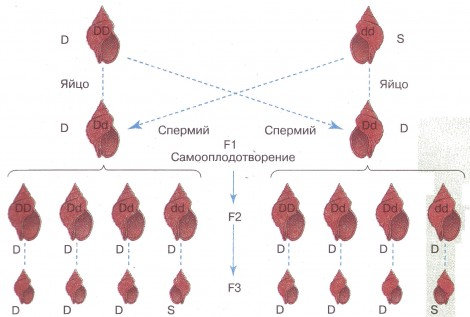 D DD dd S
Яйцо Яйцо
D Dd Dd D
Спермий Спермий
F1
Самооплодотворение
DD Dd Dd dd F2 DD Dd Dd dd
D D D D D D D D
F3
D D D S D D D S